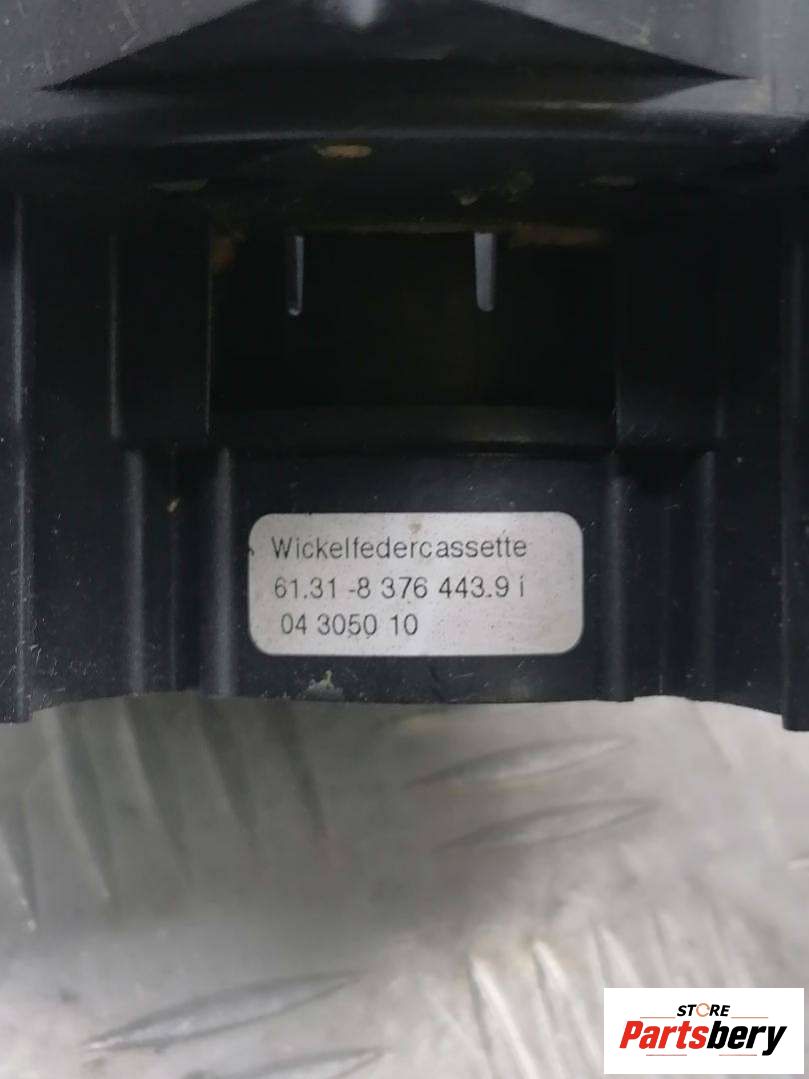 Wickelfedercassette
61.31 -8 376 443.9 i
04 3050 10
STORE
Partsbery